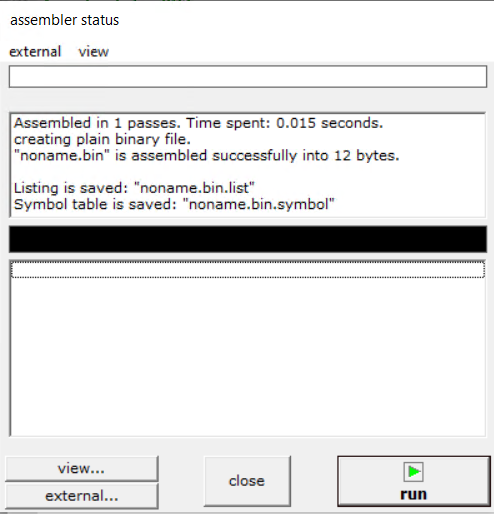 assembler status
external view
Assembled in 1 passes. Time spent: 0.015 seconds.
creating plain binary file.
"noname.bin" is assembled successfully into 12 bytes.
Listing is saved: "noname.bin.list"
Symbol table is saved: "noname.bin.symbol"
view...
external...
close
run